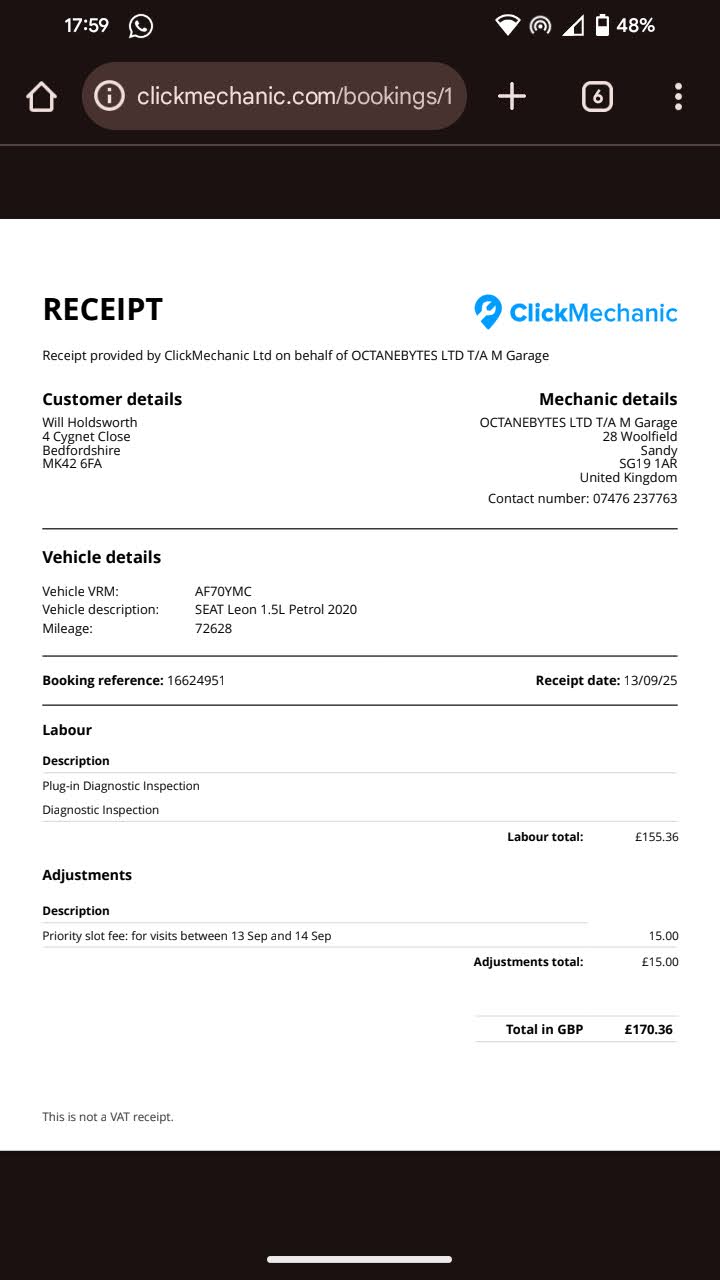 17:59
48%
clickmechanic.com/bookings/1
6
RECEIPT
ClickMechanic
Receipt provided by ClickMechanic Ltd on behalf of OCTANEBYTES LTD T/A M Garage
Customer details
Will Holdsworth
4 Cygnet Close
Bedfordshire
MK42 6FA
Mechanic details
OCTANEBYTES LTD T/A M Garage
28 Woolfield
Sandy
SG19 1AR
United Kingdom
Contact number: 07476 237763
Vehicle details
Vehicle VRM: AF70YMC
Vehicle description: SEAT Leon 1.5L Petrol 2020
Mileage: 72628
Booking reference: 16624951 Receipt date: 13/09/25
Labour
Description
Plug-in Diagnostic Inspection
Diagnostic Inspection
Labour total: £155.36
Adjustments
Description
Priority slot fee: for visits between 13 Sep and 14 Sep 15.00
Adjustments total: £15.00
Total in GBP £170.36
This is not a VAT receipt.